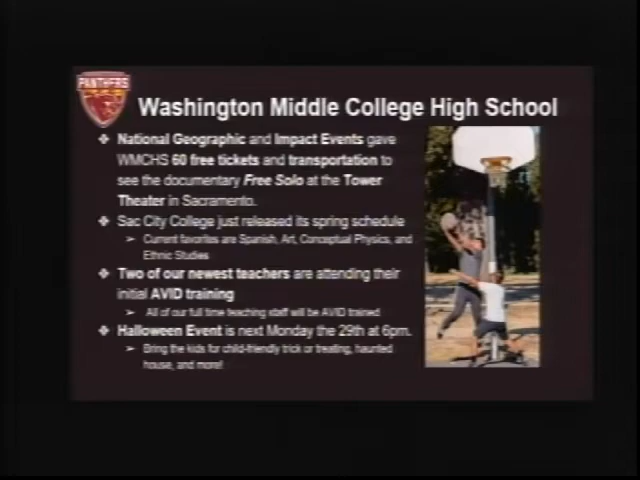 PANTHERS
Washington Middle College High School
❖ National Geographic and Impact Events gave
WMCHS 60 free tickets and transportation to
see the documentary Free Solo at the Tower
Theater in Sacramento.
❖ Sac City College just released its spring schedule
➢ Current favorites are Spanish, Art, Conceptual Physics, and
Ethnic Studies
❖ Two of our newest teachers are attending their
initial AVID training
➢ All of our full time teaching staff will be AVID trained
❖ Halloween Event is next Monday the 29th at 6pm.
➢ Bring the kids for child-friendly trick or treating, haunted
house, and more!